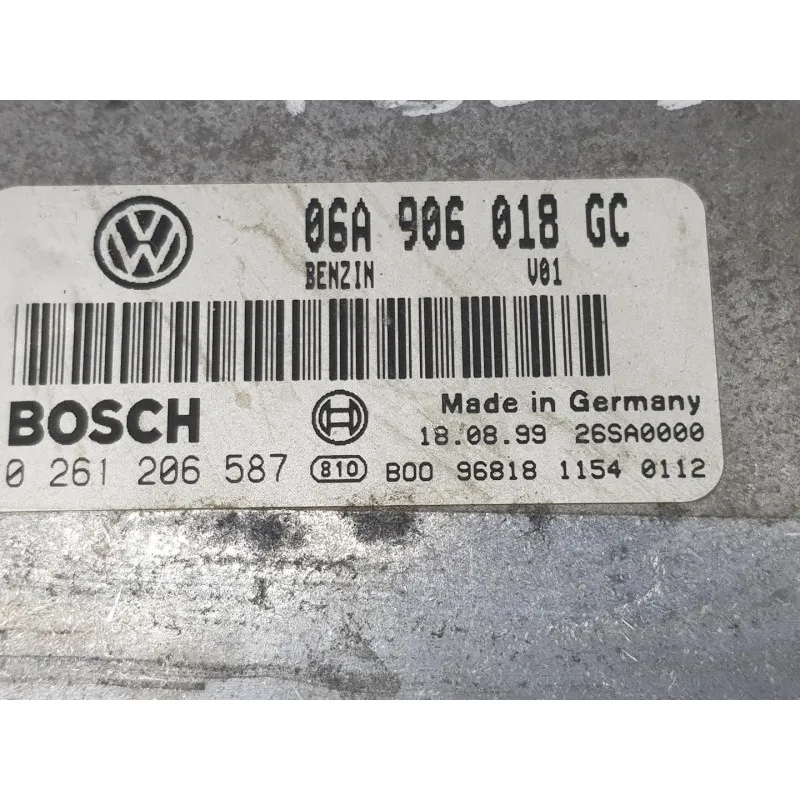 06A 906 018 GC
BENZIN V01
BOSCH Made in Germany
18.08.99 26SA0000
0 261 206 587 810 B00 96818 1154 0112